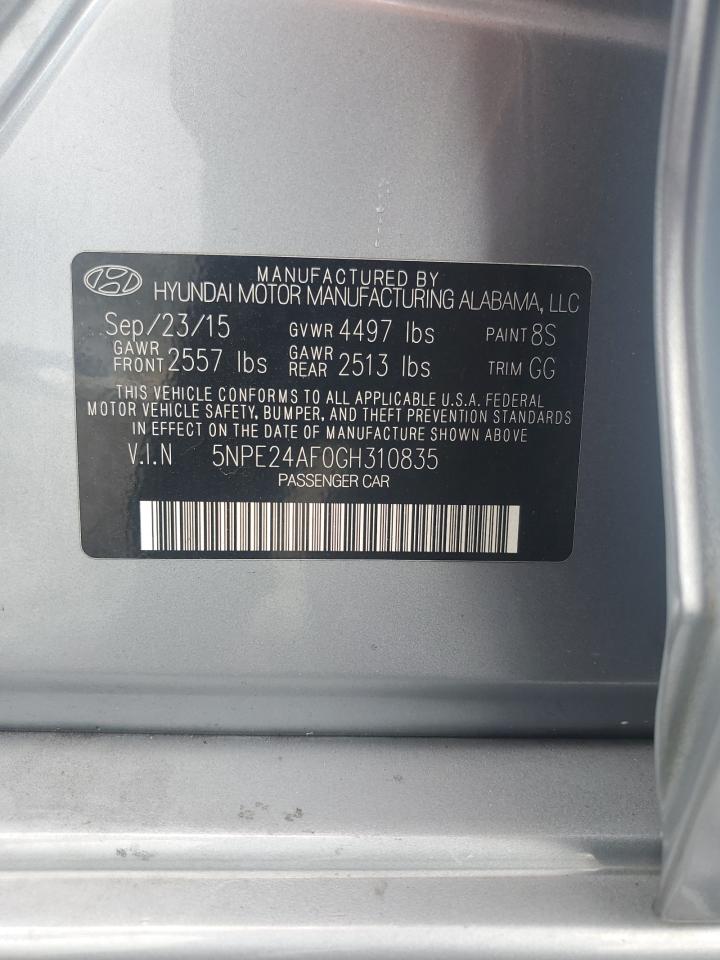 MANUFACTURED BY
HYUNDAI MOTOR MANUFACTURING ALABAMA, LLC
Sep/23/15 GVWR 4497 lbs PAINT 8S
GAWR FRONT 2557 lbs GAWR REAR 2513 lbs TRIM GG
THIS VEHICLE CONFORMS TO ALL APPLICABLE U.S.A. FEDERAL
MOTOR VEHICLE SAFETY, BUMPER, AND THEFT PREVENTION STANDARDS
IN EFFECT ON THE DATE OF MANUFACTURE SHOWN ABOVE
V.I.N 5NPE24AF0GH310835
PASSENGER CAR